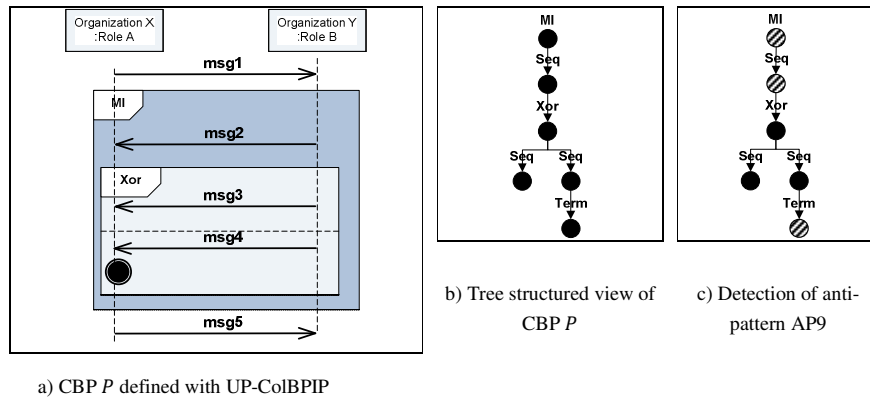 Organization X
:Role A
Organization Y
:Role B
msg1
MI
msg2
Xor
msg3
msg4
msg5
a) CBP P defined with UP-ColBPIP
MI
Seq
Xor
Seq Seq
Term
b) Tree structured view of
CBP P
MI
Seq
Xor
Seq Seq
Term
c) Detection of anti-
pattern AP9